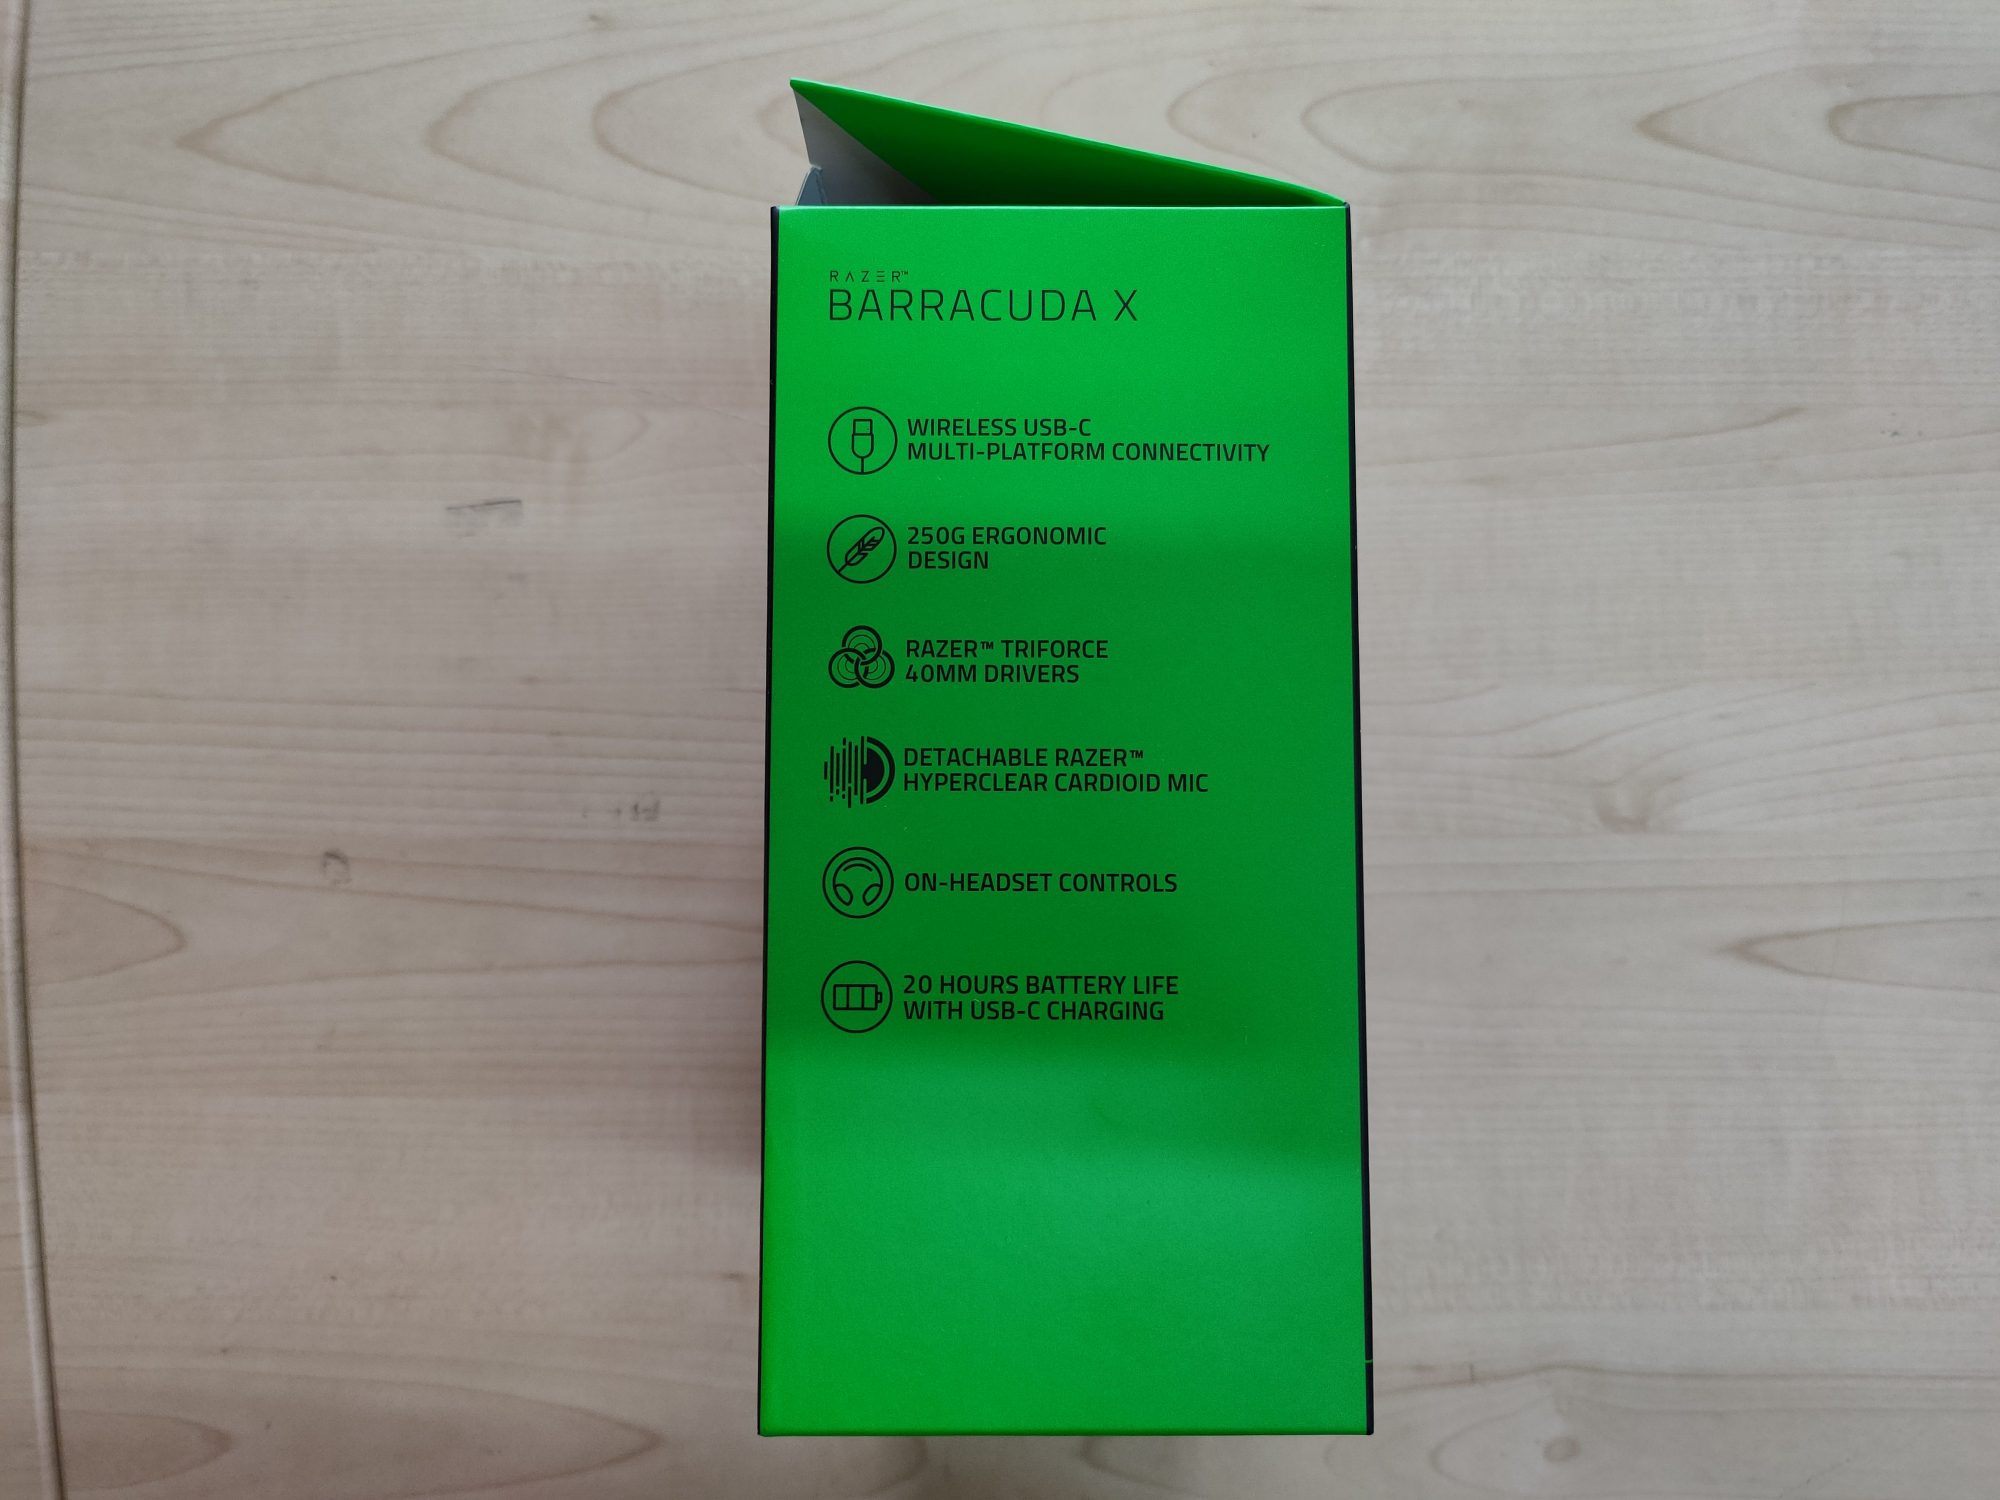 RAZER™
BARRACUDA X
WIRELESS USB-C
MULTI-PLATFORM CONNECTIVITY
250G ERGONOMIC
DESIGN
RAZER™ TRIFORCE
40MM DRIVERS
DETACHABLE RAZER™
HYPERCLEAR CARDIOID MIC
ON-HEADSET CONTROLS
20 HOURS BATTERY LIFE
WITH USB-C CHARGING